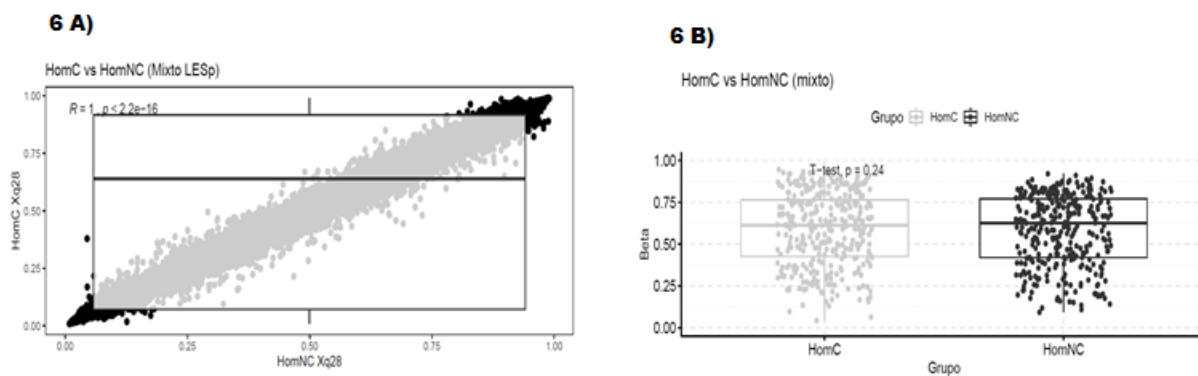 6 A)
HomC vs HomNC (Mixto LESp)
R = 1, p < 2.2e-16
1.00
0.75
0.50
0.25
0.00
HomC Xq28
0.00 0.25 0.50 0.75 1.00
HomNC Xq28
6 B)
HomC vs HomNC (mixto)
Grupo HomC HomNC
T-test, p = 0.24
1.00
0.75
0.50
0.25
0.00
Beta
HomC HomNC
Grupo